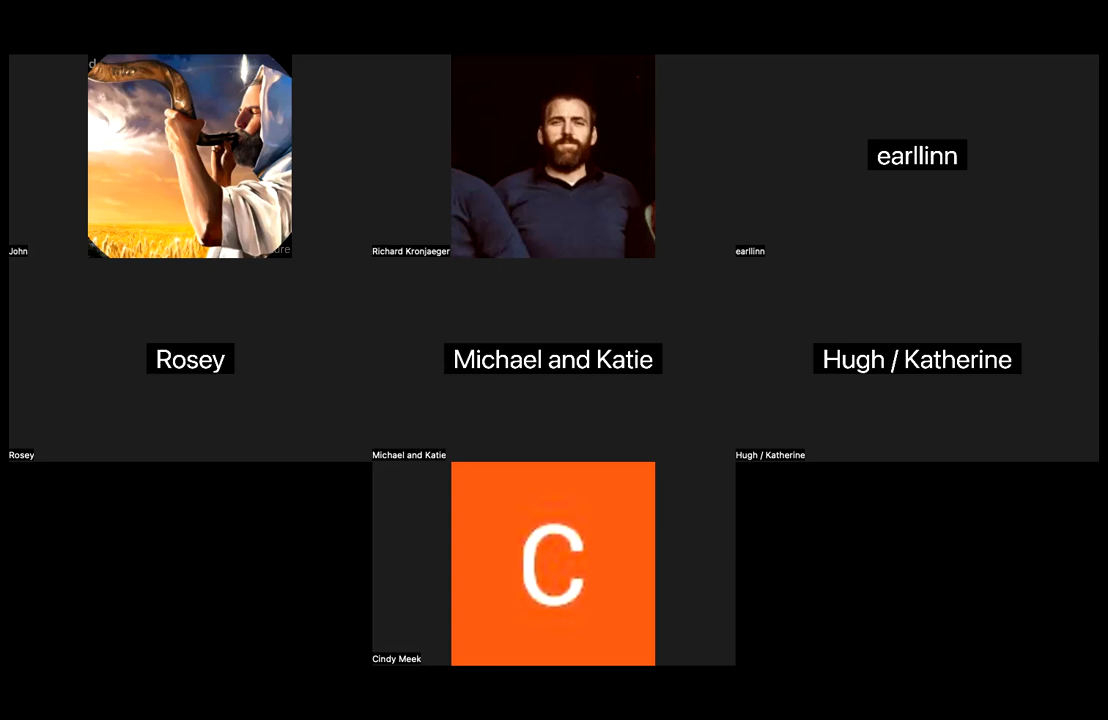 d
ure
John
Richard Kronjaeger
earllinn
earllinn
Rosey
Michael and Katie
Hugh / Katherine
Rosey
Michael and Katie
Hugh / Katherine
C
Cindy Meek